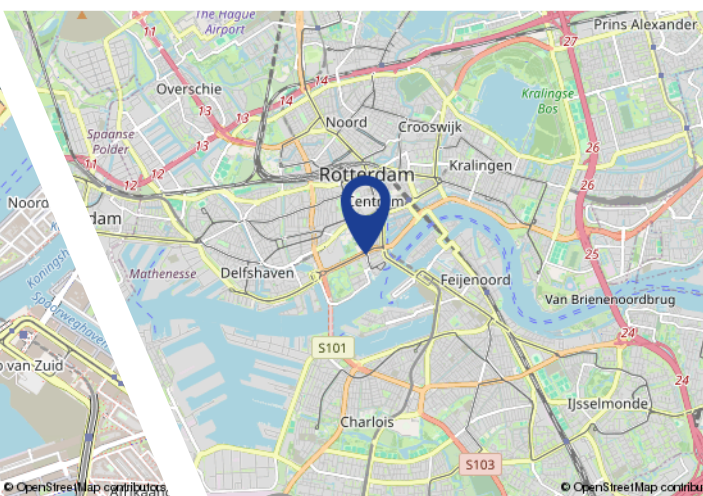 The Hague
Airport
Prins Alexander
11
27
Overschie
14
14
13
Kralingse
Bos
13
Noord
Crooswijk
Spaanse
Polder
13
26
11
12
12
Rotterdam
Kralingen
26
Centrum
Noord
dam
25
Mathenesse
Delfshaven
Feijenoord
Spoorweghaven
Van Brienenoordbrug
24
S101
van Zuid
24
IJsselmonde
Charlois
S103
© OpenStreetMap contributors
© OpenStreetMap contribu